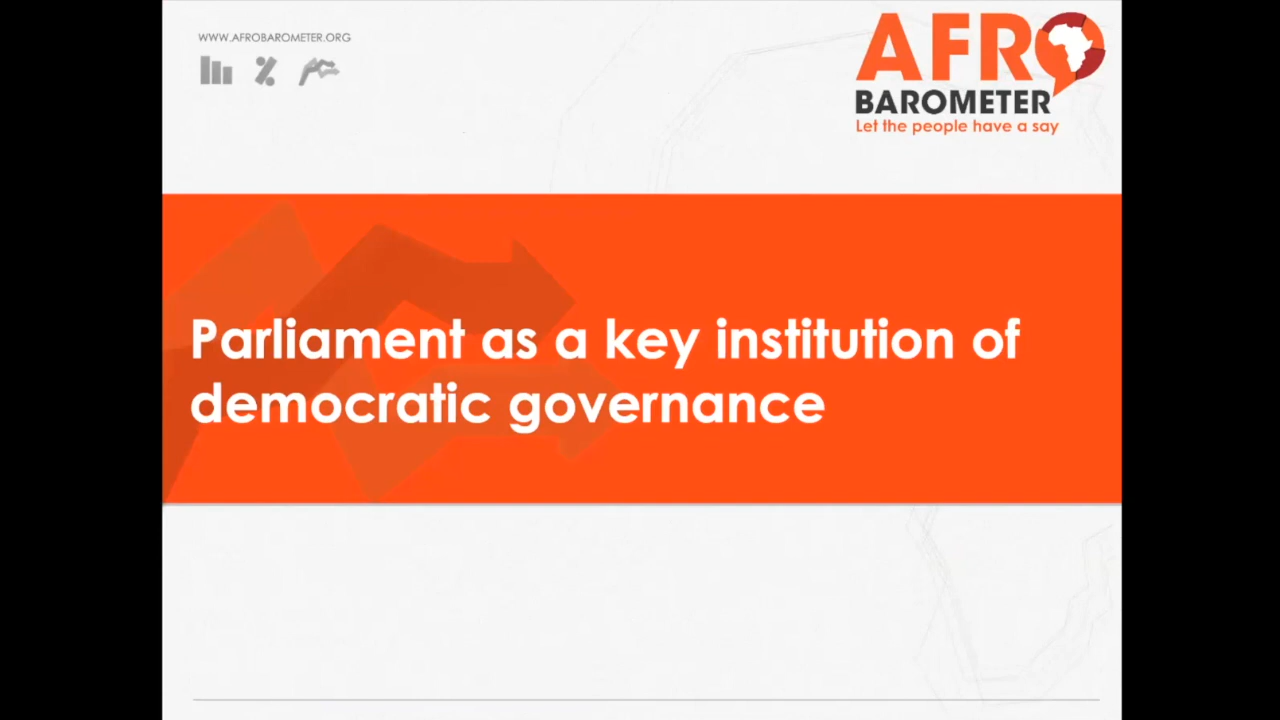 WWW.AFROBAROMETER.ORG
AFRO
BAROMETER
Let the people have a say
Parliament as a key institution of
democratic governance